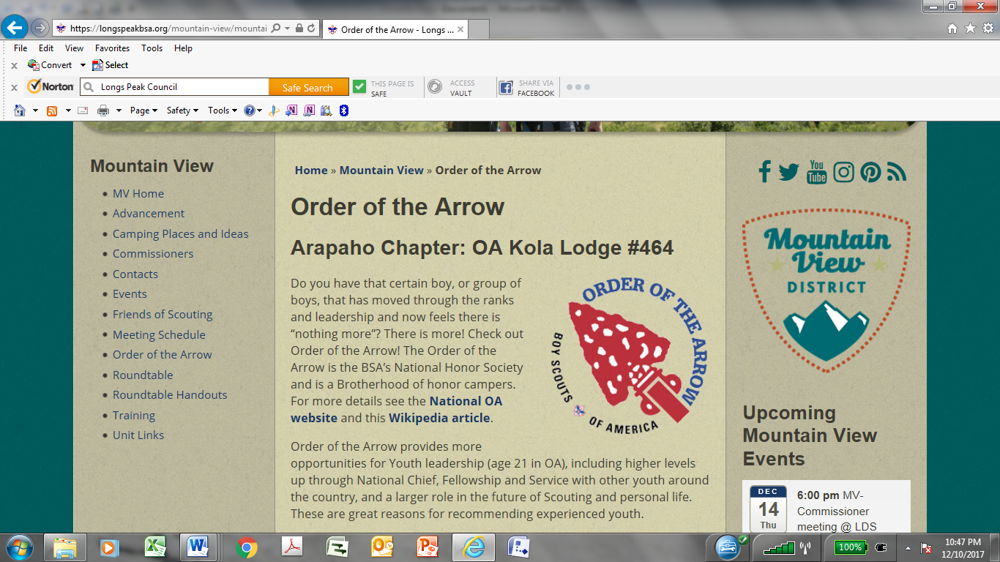 https://longspeakbsa.org/mountain-view/mountai
Order of the Arrow - Longs ...
File Edit View Favorites Tools Help
x Convert Select
x Norton Longs Peak Council Safe Search THIS PAGE IS SAFE ACCESS VAULT SHARE VIA FACEBOOK
Page Safety Tools
Mountain View
MV Home
Advancement
Camping Places and Ideas
Commissioners
Contacts
Events
Friends of Scouting
Meeting Schedule
Order of the Arrow
Roundtable
Roundtable Handouts
Training
Unit Links
Home » Mountain View » Order of the Arrow
Order of the Arrow
Arapaho Chapter: OA Kola Lodge #464
Do you have that certain boy, or group of
boys, that has moved through the ranks
and leadership and now feels there is
“nothing more”? There is more! Check out
Order of the Arrow! The Order of the
Arrow is the BSA’s National Honor Society
and is a Brotherhood of honor campers.
For more details see the National OA
website and this Wikipedia article.
ORDER OF THE ARROW
BOY SCOUTS
OF AMERICA
Order of the Arrow provides more
opportunities for Youth leadership (age 21 in OA), including higher levels
up through National Chief, Fellowship and Service with other youth around
the country, and a larger role in the future of Scouting and personal life.
These are great reasons for recommending experienced youth.
You
Tube
Mountain
View
DISTRICT
Upcoming
Mountain View
Events
DEC
14
Thu
6:00 pm MV-
Commissioner
meeting @ LDS
100%
10:47 PM
12/10/2017